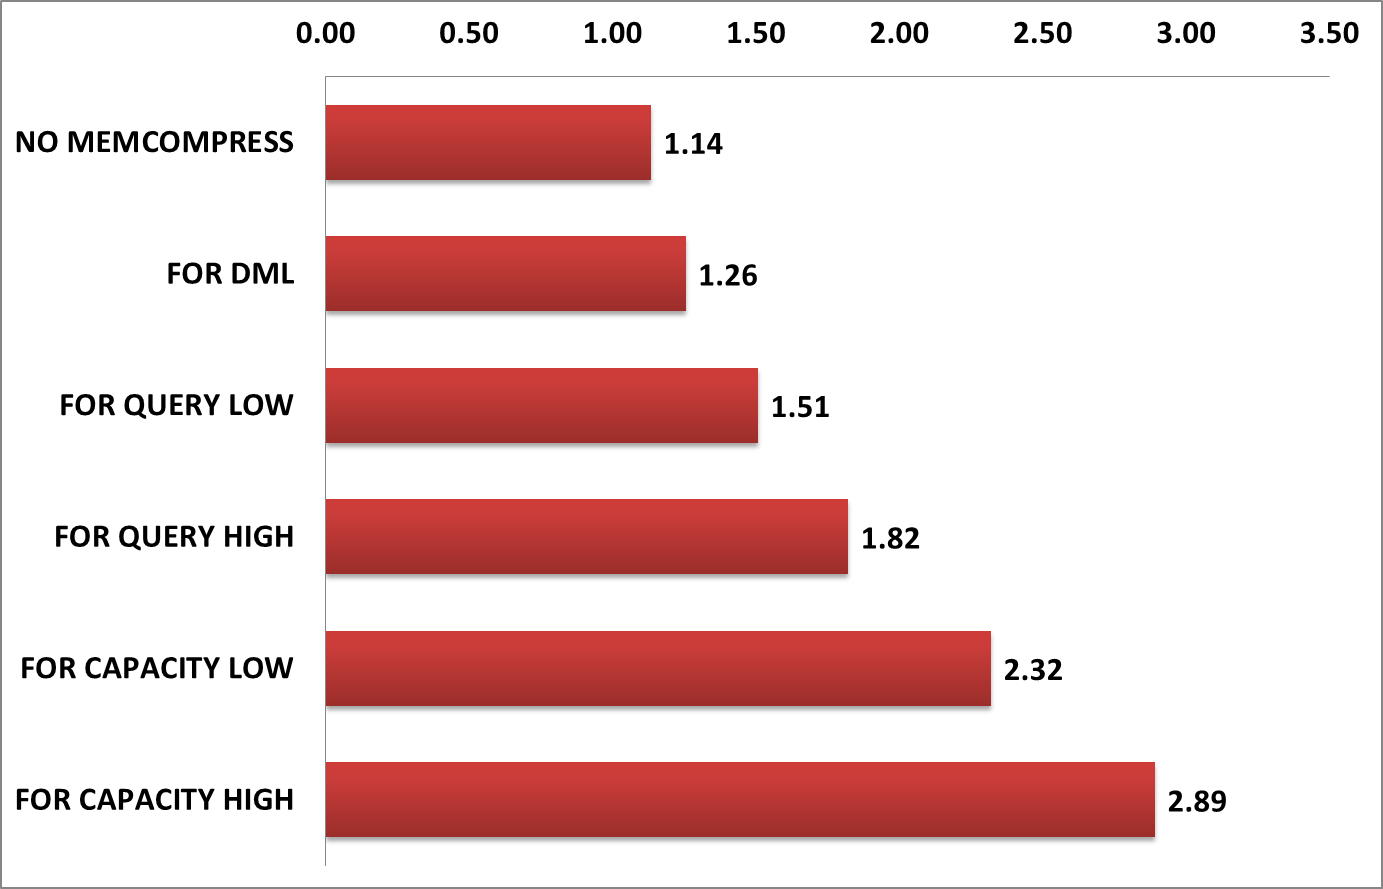 0.00 0.50 1.00 1.50 2.00 2.50 3.00 3.50
NO MEMCOMPRESS 1.14
FOR DML 1.26
FOR QUERY LOW 1.51
FOR QUERY HIGH 1.82
FOR CAPACITY LOW 2.32
FOR CAPACITY HIGH 2.89